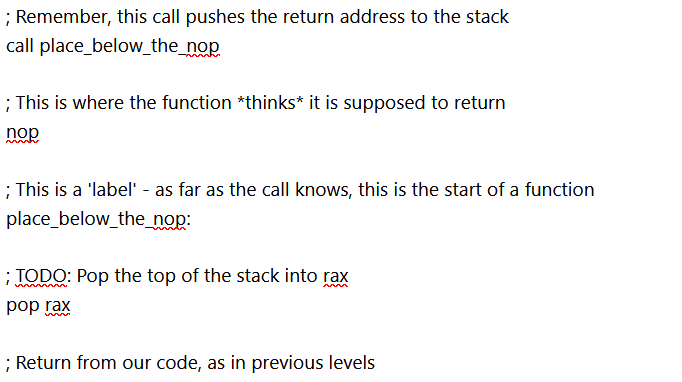 ; Remember, this call pushes the return address to the stack
call place_below_the_nop
; This is where the function *thinks* it is supposed to return
nop
; This is a 'label' - as far as the call knows, this is the start of a function
place_below_the_nop:
; TODO: Pop the top of the stack into rax
pop rax
; Return from our code, as in previous levels